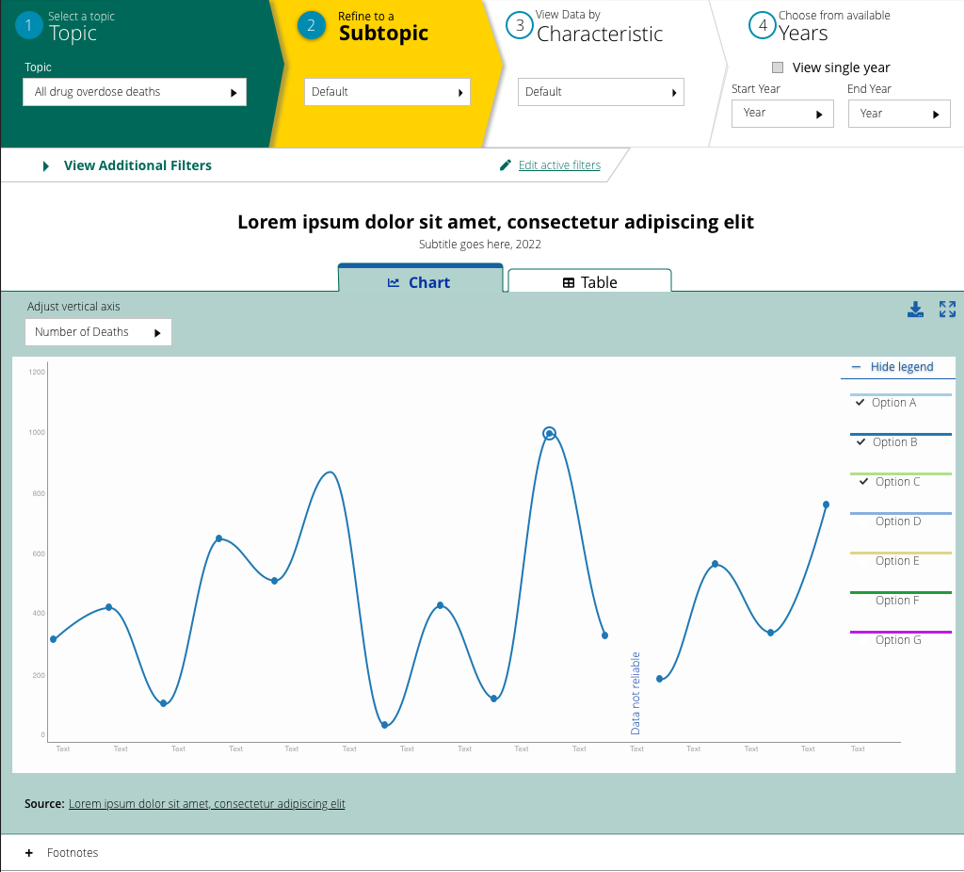 1 Select a topic
Topic
Topic
All drug overdose deaths
2 Refine to a
Subtopic
Default
3 View Data by
Characteristic
Default
4 Choose from available
Years
View single year
Start Year End Year
Year Year
View Additional Filters
Edit active filters
Lorem ipsum dolor sit amet, consectetur adipiscing elit
Subtitle goes here, 2022
Chart
Table
Adjust vertical axis
Number of Deaths
Hide legend
Option A
Option B
Option C
Option D
Option E
Option F
Option G
1200
1000
800
600
400
200
0
Data not reliable
Text Text Text Text Text Text Text Text Text Text Text Text Text Text Text
Source: Lorem ipsum dolor sit amet, consectetur adipiscing elit
+ Footnotes